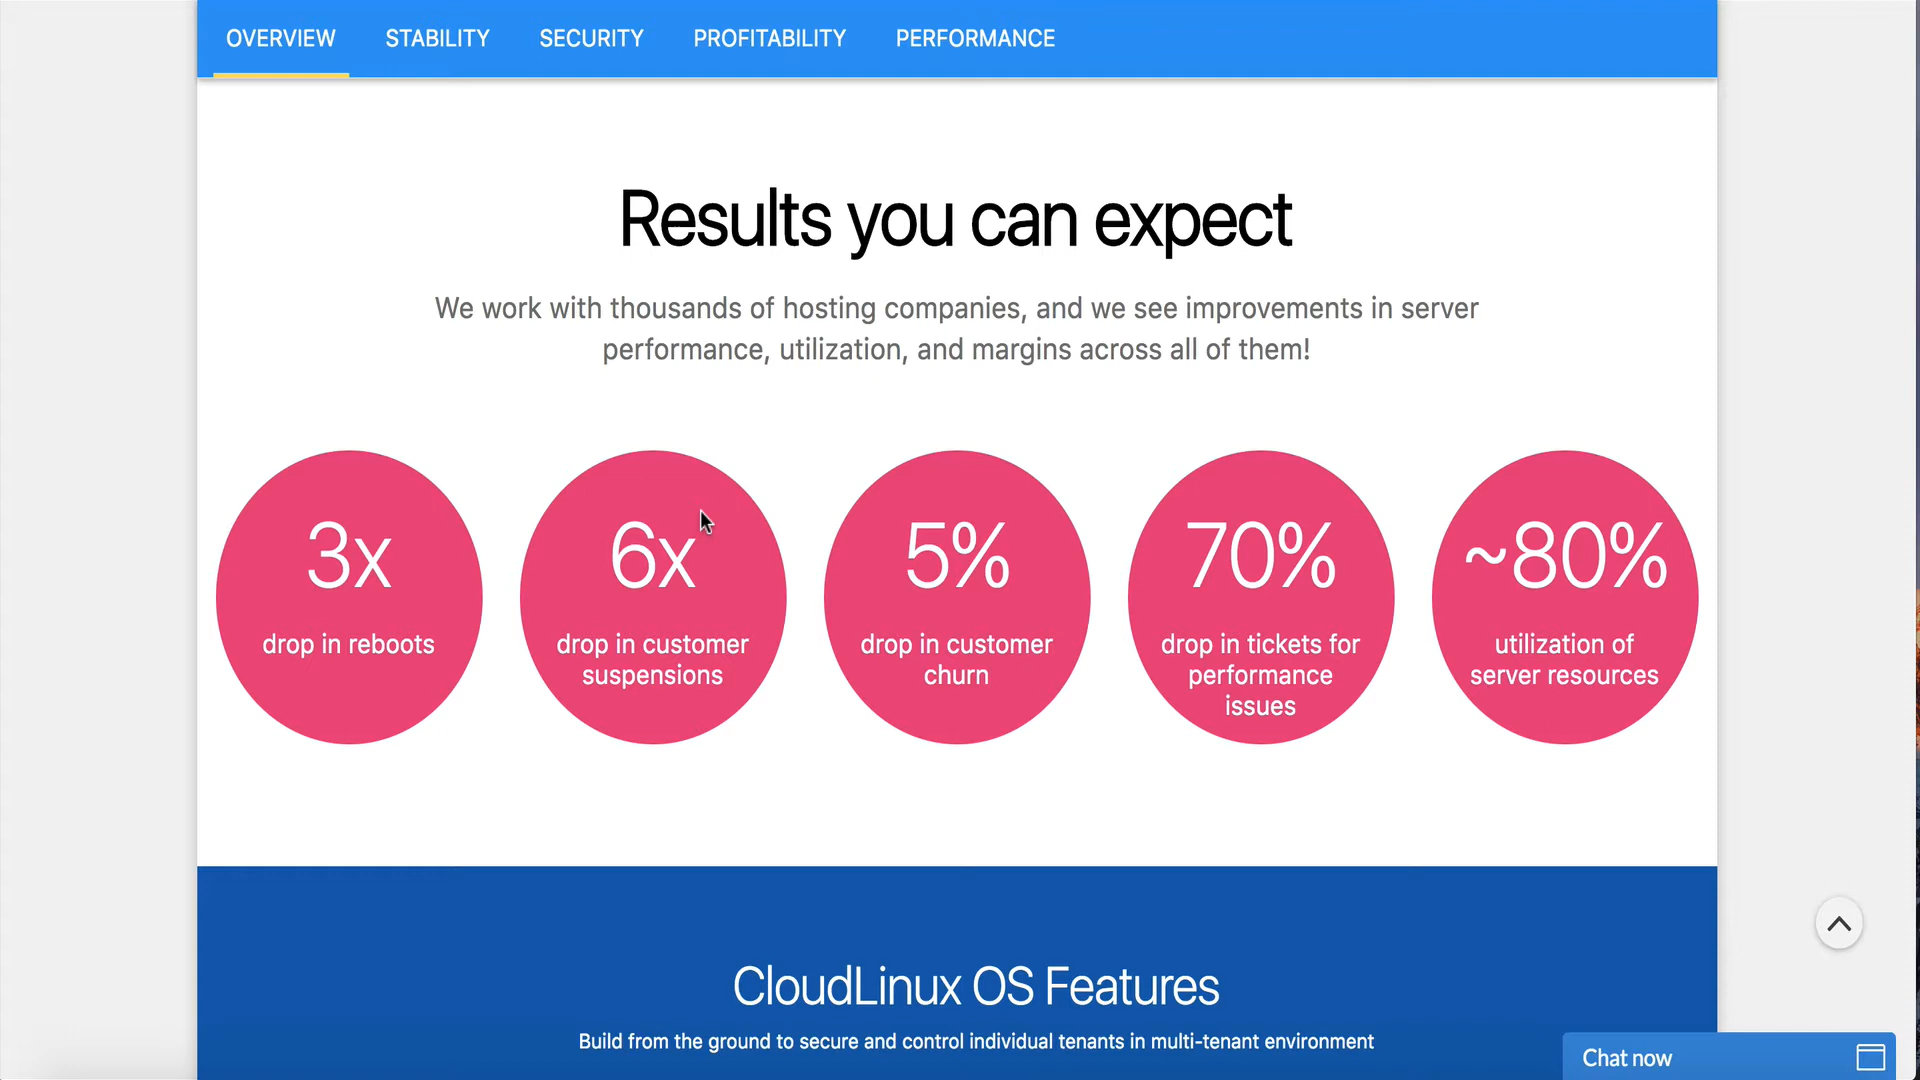 OVERVIEW STABILITY SECURITY PROFITABILITY PERFORMANCE
Results you can expect
We work with thousands of hosting companies, and we see improvements in server
performance, utilization, and margins across all of them!
3x
drop in reboots
6x
drop in customer
suspensions
5%
drop in customer
churn
70%
drop in tickets for
performance
issues
~80%
utilization of
server resources
CloudLinux OS Features
Build from the ground to secure and control individual tenants in multi-tenant environment
Chat now